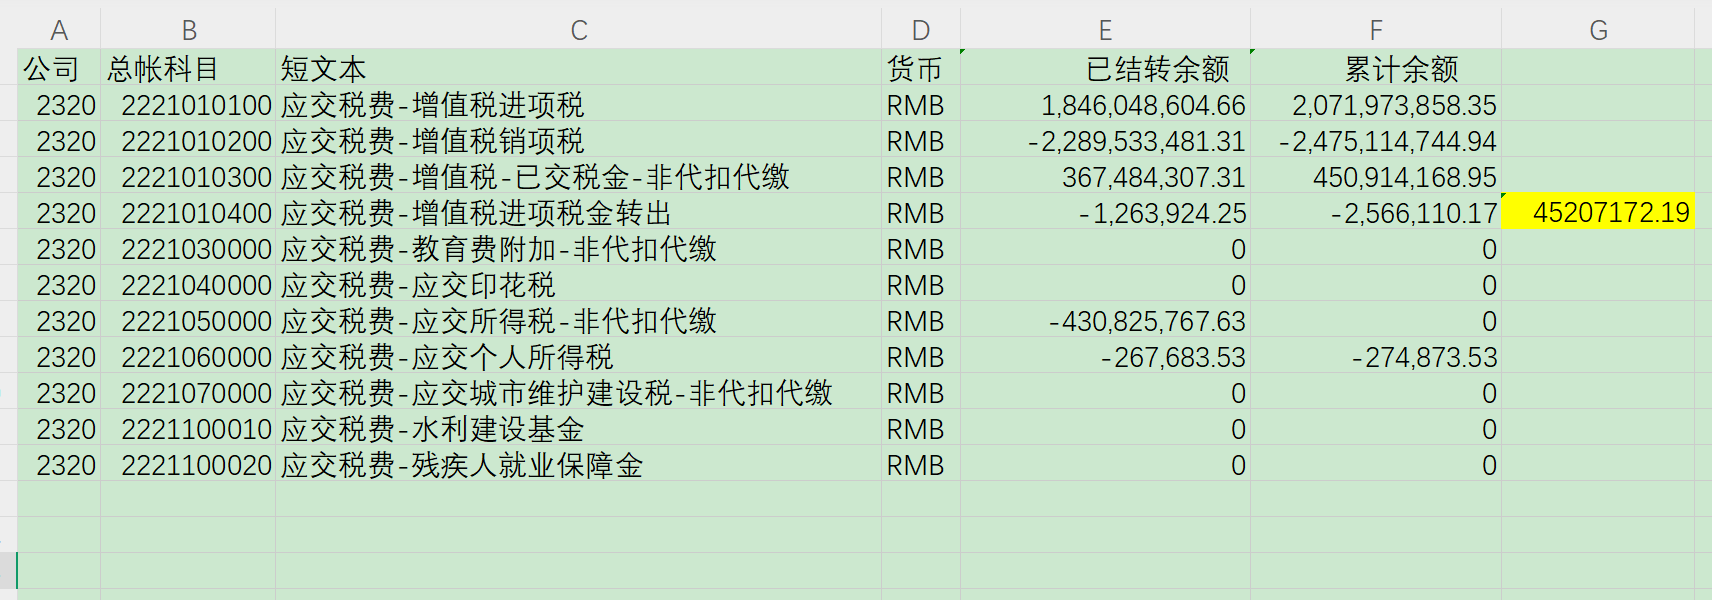 A B C D E F G
公司 总帐科目 短文本 货币 已结转余额 累计余额
2320 2221010100 应交税费-增值税进项税 RMB 1,846,048,604.66 2,071,973,858.35
2320 2221010200 应交税费-增值税销项税 RMB -2,289,533,481.31 -2,475,114,744.94
2320 2221010300 应交税费-增值税-已交税金-非代扣代缴 RMB 367,484,307.31 450,914,168.95
2320 2221010400 应交税费-增值税进项税金转出 RMB -1,263,924.25 -2,566,110.17 45207172.19
2320 2221030000 应交税费-教育费附加-非代扣代缴 RMB 0 0
2320 2221040000 应交税费-应交印花税 RMB 0 0
2320 2221050000 应交税费-应交所得税-非代扣代缴 RMB -430,825,767.63 0
2320 2221060000 应交税费-应交个人所得税 RMB -267,683.53 -274,873.53
2320 2221070000 应交税费-应交城市维护建设税-非代扣代缴 RMB 0 0
2320 2221100010 应交税费-水利建设基金 RMB 0 0
2320 2221100020 应交税费-残疾人就业保障金 RMB 0 0